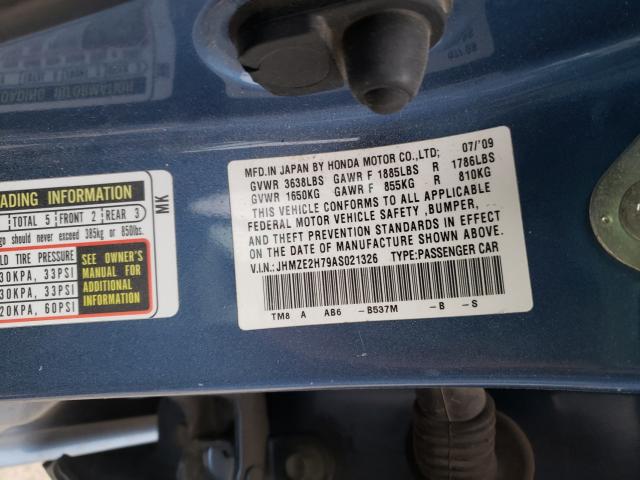 ADING INFORMATION
TOTAL 5 FRONT 2 REAR 3
go should never exceed 385kg or 850lbs.
LD TIRE PRESSURE
30KPA, 33PSI
30KPA, 33PSI
20KPA, 60PSI
SEE OWNER'S
MANUAL FOR
ADDITIONAL
INFORMATION
MK
MFD.IN JAPAN BY HONDA MOTOR CO.,LTD; 07/'09
GVWR 3638LBS GAWR F 1885LBS R 1786LBS
GVWR 1650KG GAWR F 855KG R 810KG
THIS VEHICLE CONFORMS TO ALL APPLICABLE
FEDERAL MOTOR VEHICLE SAFETY ,BUMPER,
AND THEFT PREVENTION STANDARDS IN EFFECT
ON THE DATE OF MANUFACTURE SHOWN ABOVE.
V.I.N.:JHMZE2H79AS021326 TYPE:PASSENGER CAR
TM8 A AB6 -B537M -B -S